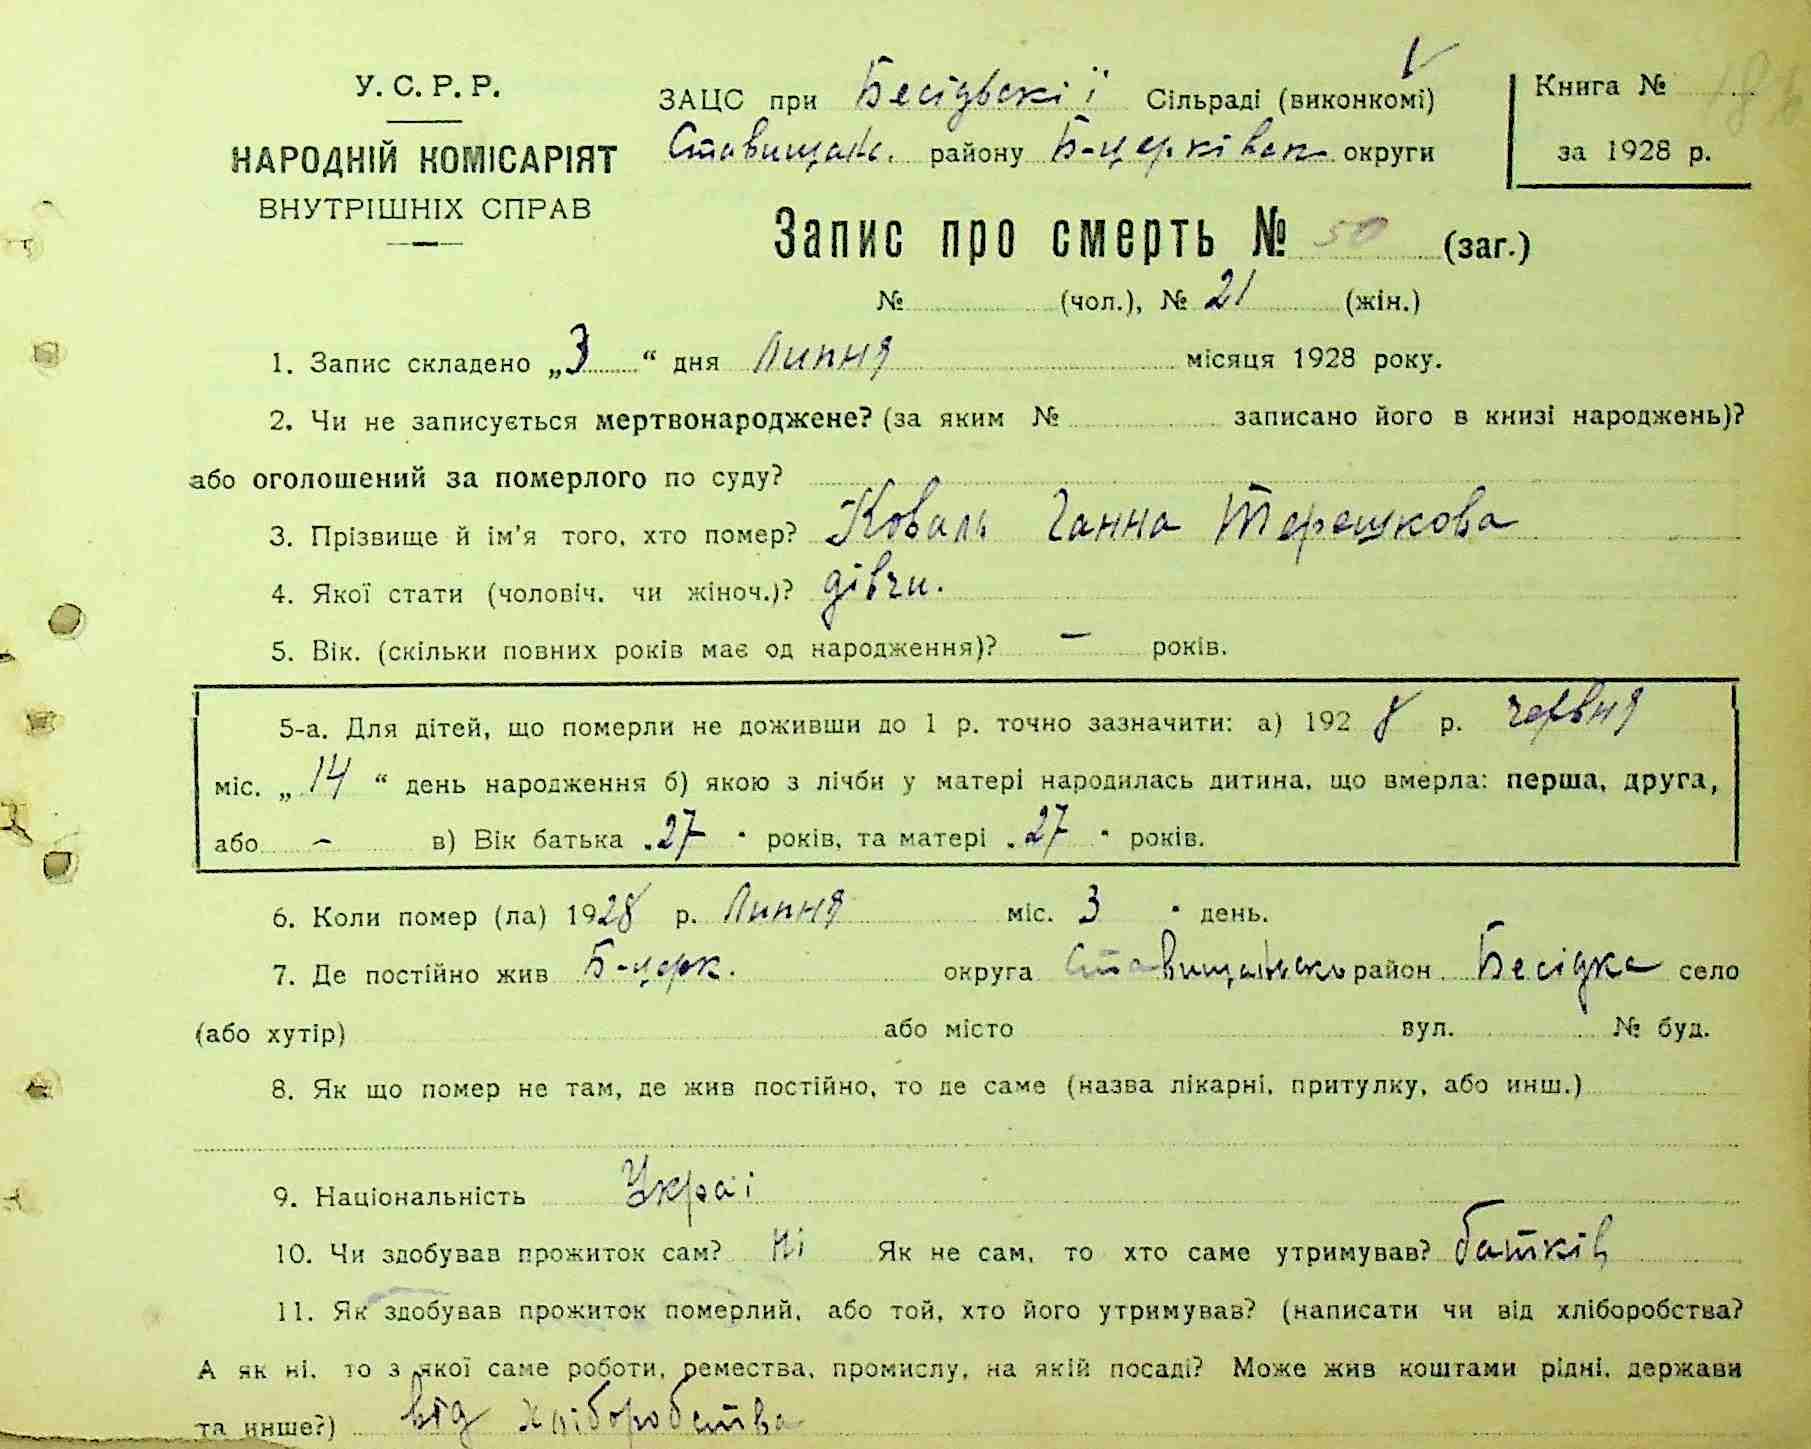 У. С. Р. Р.
НАРОДНІЙ КОМІСАРІЯТ
ВНУТРІШНІХ СПРАВ
ЗАЦС при Бесідвскі ї Сільраді (виконкомі)
Ставищан. району Б-церківск округи
Книга №
за 1928 р.
Запис про смерть № 50 (заг.)
№ (чол.), № 21 (жін.)
1. Запис складено „3“ дня Липня місяця 1928 року.
2. Чи не записується мертвонароджене? (за яким № записано його в книзі народжень)?
або оголошений за померлого по суду?
3. Прізвище й ім'я того, хто помер? Коваль Ганна Терешкова
4. Якої стати (чоловіч. чи жіноч.)? дівчи.
5. Вік. (скільки повних років має од народження)? – років.
5-а. Для дітей, що померли не доживши до 1 р. точно зазначити: а) 1928 р. червня
міс. „14“ день народження б) якою з лічби у матері народилась дитина, що вмерла: перша, друга,
або – в) Вік батька „27“ років, та матері „27“ років.
6. Коли помер (ла) 1928 р. Липня міс. 3 день.
7. Де постійно жив Б-церк. округа Ставищанськ район Бесідка село
(або хутір) або місто вул. № буд.
8. Як що помер не там, де жив постійно, то де саме (назва лікарні, притулку, або инш.)
9. Національність Украі
10. Чи здобував прожиток сам? ні Як не сам, то хто саме утримував? батків
11. Як здобував прожиток померлий, або той, хто його утримував? (написати чи від хліборобства?
А як ні, то з якої саме роботи, ремества, промислу, на якій посаді? Може жив коштами рідні, держави
та инше?) від хліборобства